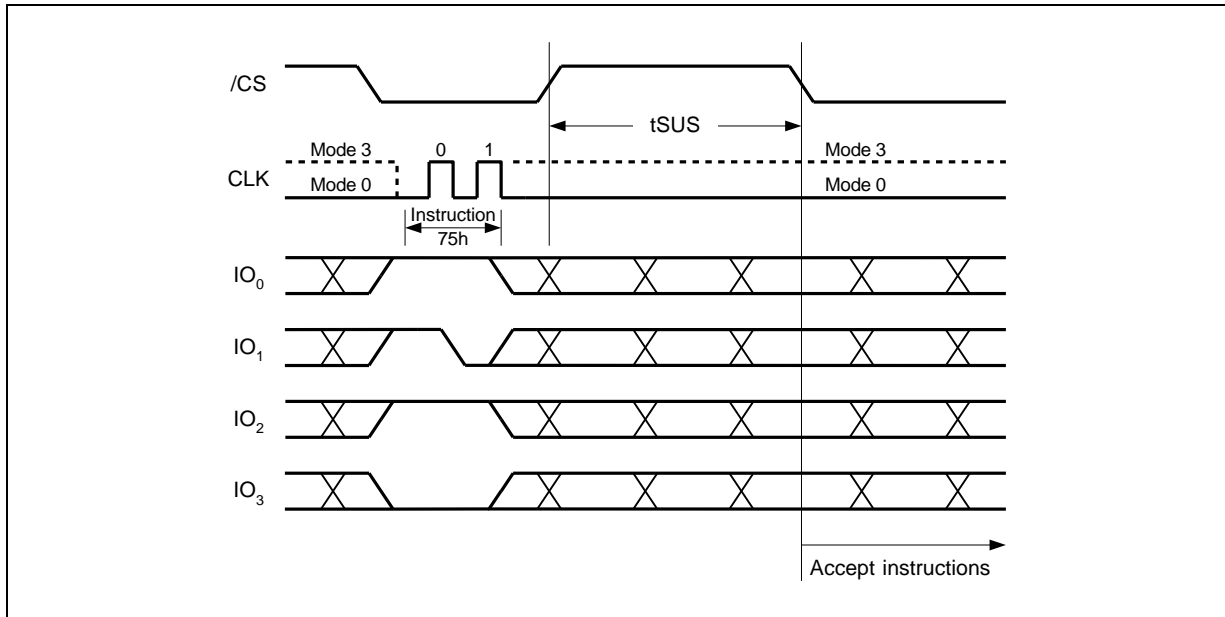 /CS
tSUS
Mode 3 0 1 Mode 3
CLK
Mode 0 Mode 0
Instruction
75h
IO0
IO1
IO2
IO3
Accept instructions